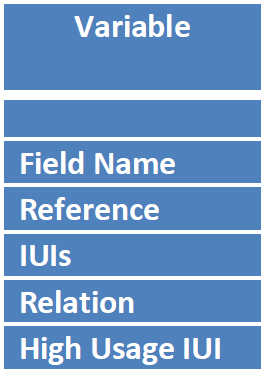 Variable
Field Name
Reference
IUIs
Relation
High Usage IUI